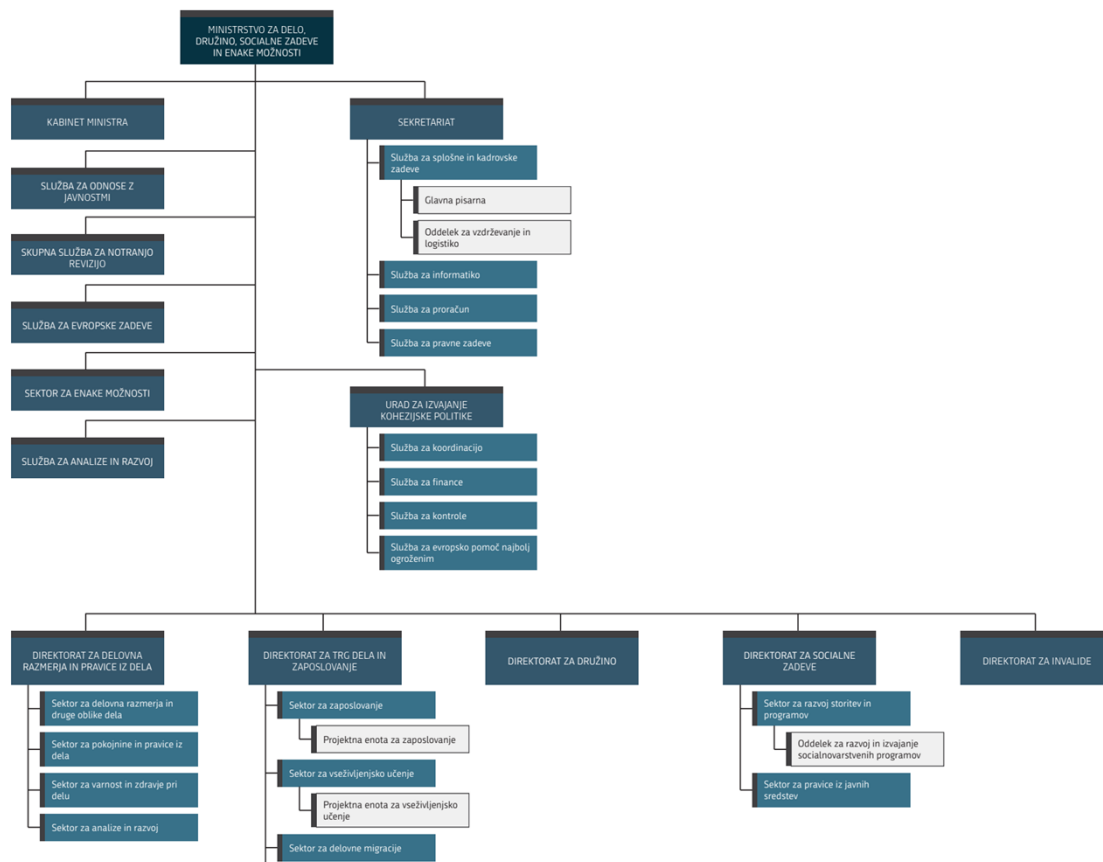 MINISTRSTVO ZA DELO,
DRUŽINO, SOCIALNE ZADEVE
IN ENAKE MOŽNOSTI
KABINET MINISTRA
SLUŽBA ZA ODNOSE Z
JAVNOSTMI
SKUPNA SLUŽBA ZA NOTRANJO
REVIZIJO
SLUŽBA ZA EVROPSKE ZADEVE
SEKTOR ZA ENAKE MOŽNOSTI
SLUŽBA ZA ANALIZE IN RAZVOJ
SEKRETARIAT
Služba za splošne in kadrovske
zadeve
Glavna pisarna
Oddelek za vzdrževanje in
logistiko
Služba za informatiko
Služba za proračun
Služba za pravne zadeve
URAD ZA IZVAJANJE
KOHEZIJSKE POLITIKE
Služba za koordinacijo
Služba za finance
Služba za kontrole
Služba za evropsko pomoč najbolj
ogroženim
DIREKTORAT ZA DELOVNA
RAZMERJA IN PRAVICE IZ DELA
Sektor za delovna razmerja in
druge oblike dela
Sektor za pokojnine in pravice iz
dela
Sektor za varnost in zdravje pri
delu
Sektor za analize in razvoj
DIREKTORAT ZA TRG DELA IN
ZAPOSLOVANJE
Sektor za zaposlovanje
Projektna enota za zaposlovanje
Sektor za vseživljenjsko učenje
Projektna enota za vseživljenjsko
učenje
Sektor za delovne migracije
DIREKTORAT ZA DRUŽINO
DIREKTORAT ZA SOCIALNE
ZADEVE
Sektor za razvoj storitev in
programov
Oddelek za razvoj in izvajanje
socialnovarstvenih programov
Sektor za pravice iz javnih
sredstev
DIREKTORAT ZA INVALIDE